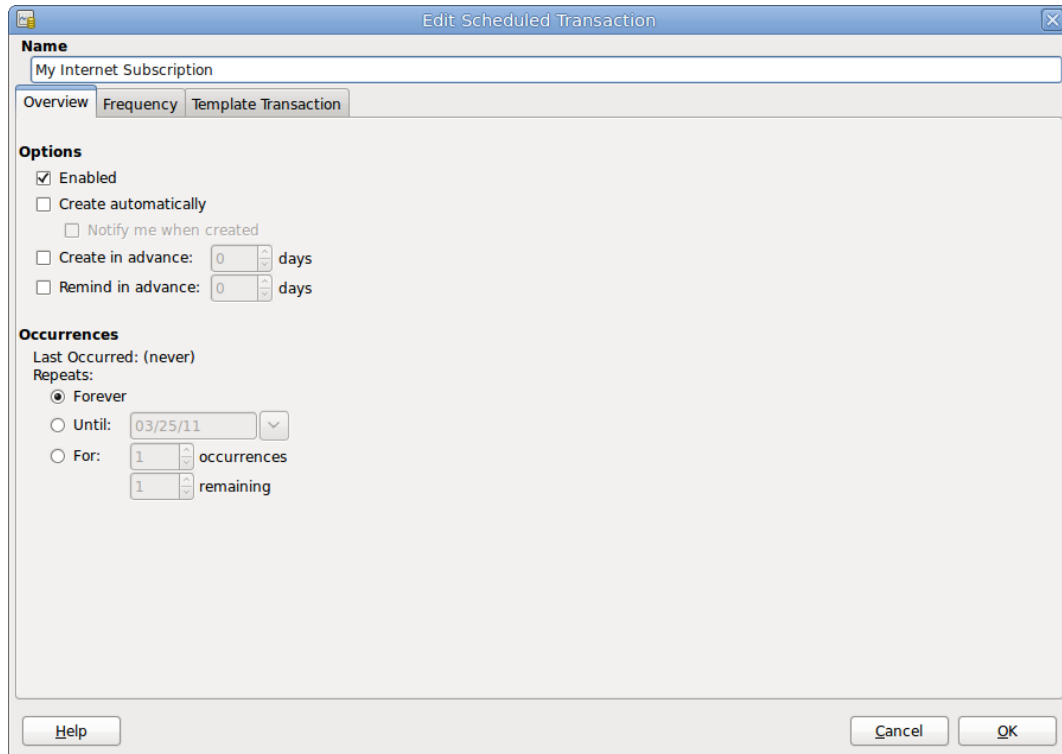 Edit Scheduled Transaction
Name
My Internet Subscription
Overview Frequency Template Transaction
Options
Enabled
Create automatically
Notify me when created
Create in advance: 0 days
Remind in advance: 0 days
Occurrences
Last Occurred: (never)
Repeats:
Forever
Until: 03/25/11
For: 1 occurrences
1 remaining
Help Cancel OK